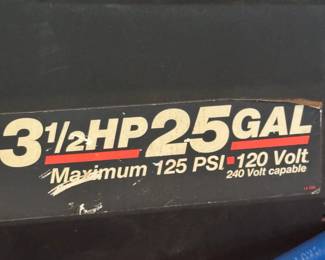 3 1/2 HP 25 GAL
Maximum 125 PSI 120 Volt
240 Volt capable